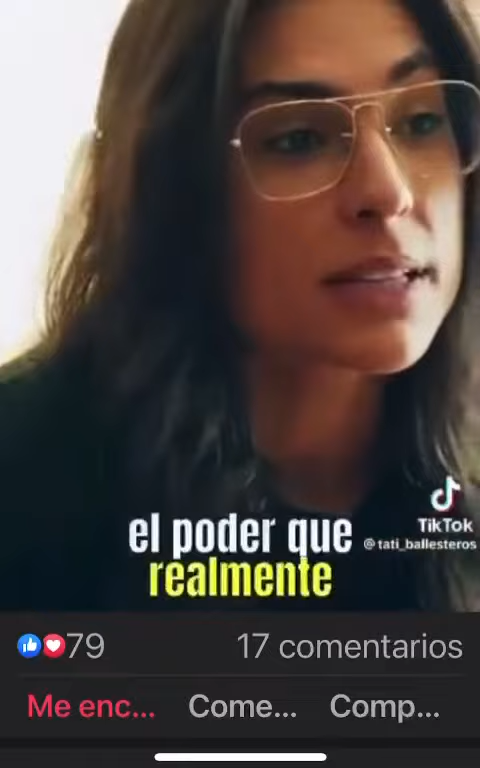 el poder que
realmente
TikTok
@tati_ballesteros
79
17 comentarios
Me enc...
Come...
Comp...